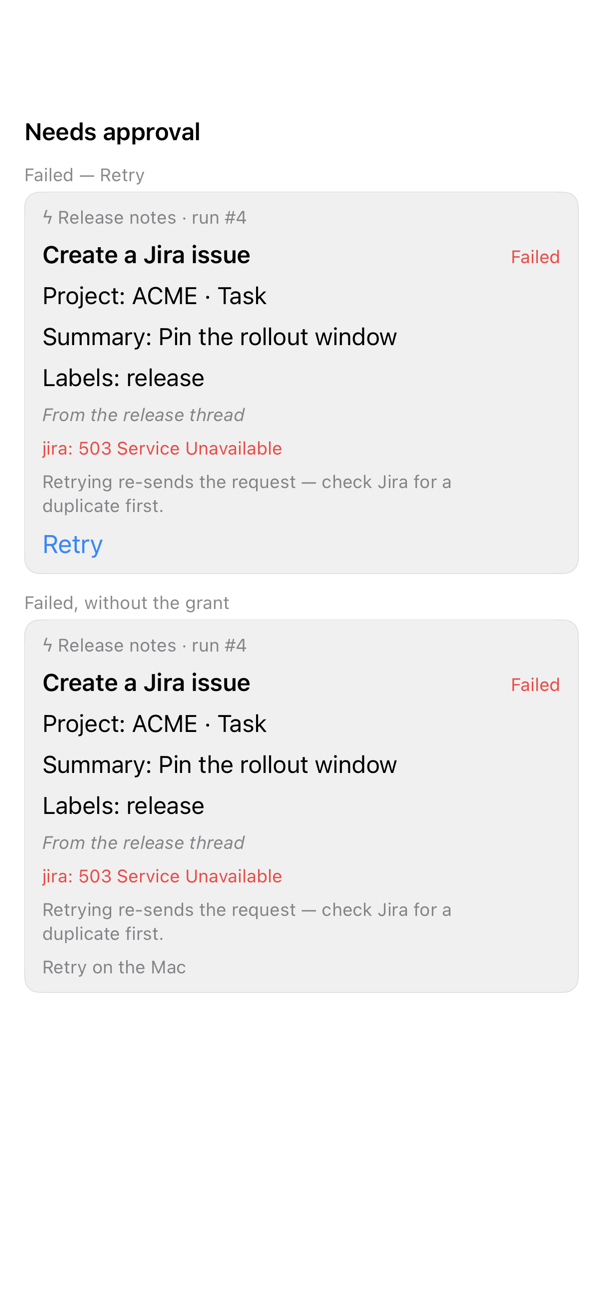 Needs approval
Failed — Retry
ϟ Release notes · run #4
Create a Jira issue
Failed
Project: ACME · Task
Summary: Pin the rollout window
Labels: release
From the release thread
jira: 503 Service Unavailable
Retrying re-sends the request — check Jira for a
duplicate first.
Retry
Failed, without the grant
ϟ Release notes · run #4
Create a Jira issue
Failed
Project: ACME · Task
Summary: Pin the rollout window
Labels: release
From the release thread
jira: 503 Service Unavailable
Retrying re-sends the request — check Jira for a
duplicate first.
Retry on the Mac